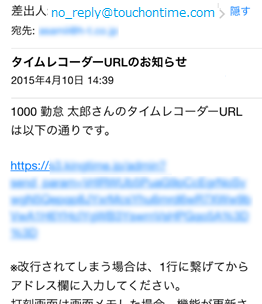 差出人: no_reply@touchontime.com > 隠す
宛先:
タイムレコーダーURLのお知らせ
2015年4月10日 14:39
1000 勤怠 太郎さんのタイムレコーダーURL
は以下の通りです。
https://
※改行されてしまう場合は、1行に繋げてから
アドレス欄に入力してください。
打刻画面は画面メモした場合、機能が更新さ